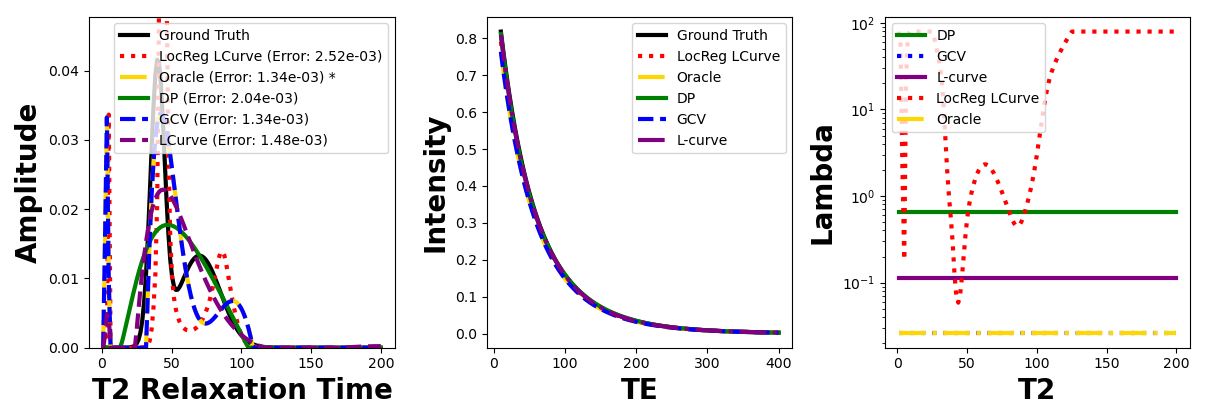 Amplitude
0.04
0.03
0.02
0.01
0.00
Ground Truth
LocReg LCurve (Error: 2.52e-03)
Oracle (Error: 1.34e-03) *
DP (Error: 2.04e-03)
GCV (Error: 1.34e-03)
LCurve (Error: 1.48e-03)
0 50 100 150 200
T2 Relaxation Time
Intensity
0.8
0.7
0.6
0.5
0.4
0.3
0.2
0.1
0.0
Ground Truth
LocReg LCurve
Oracle
DP
GCV
L-curve
0 100 200 300 400
TE
Lambda
10²
10¹
10⁰
10⁻¹
DP
GCV
L-curve
LocReg LCurve
Oracle
0 50 100 150 200
T2